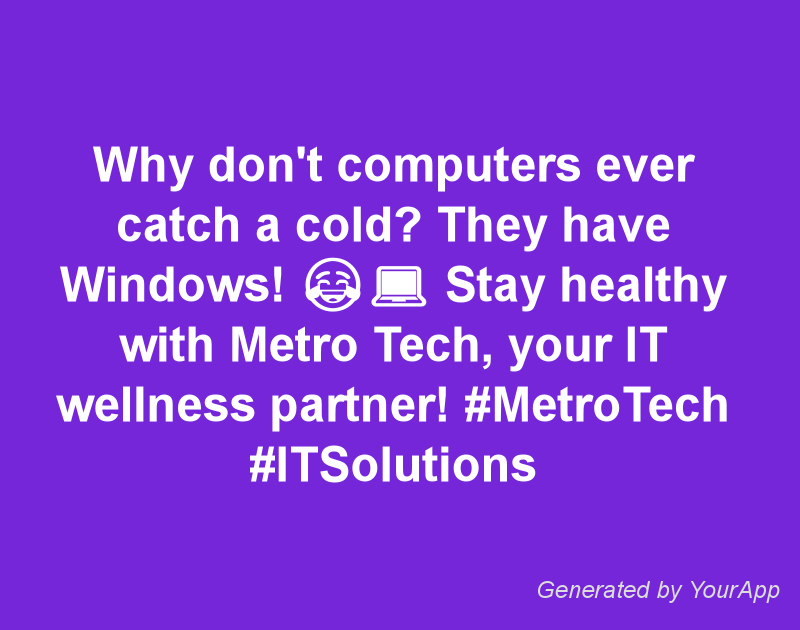 Why don't computers ever
catch a cold? They have
Windows! 😂💻 Stay healthy
with Metro Tech, your IT
wellness partner! #MetroTech
#ITSolutions
Generated by YourApp